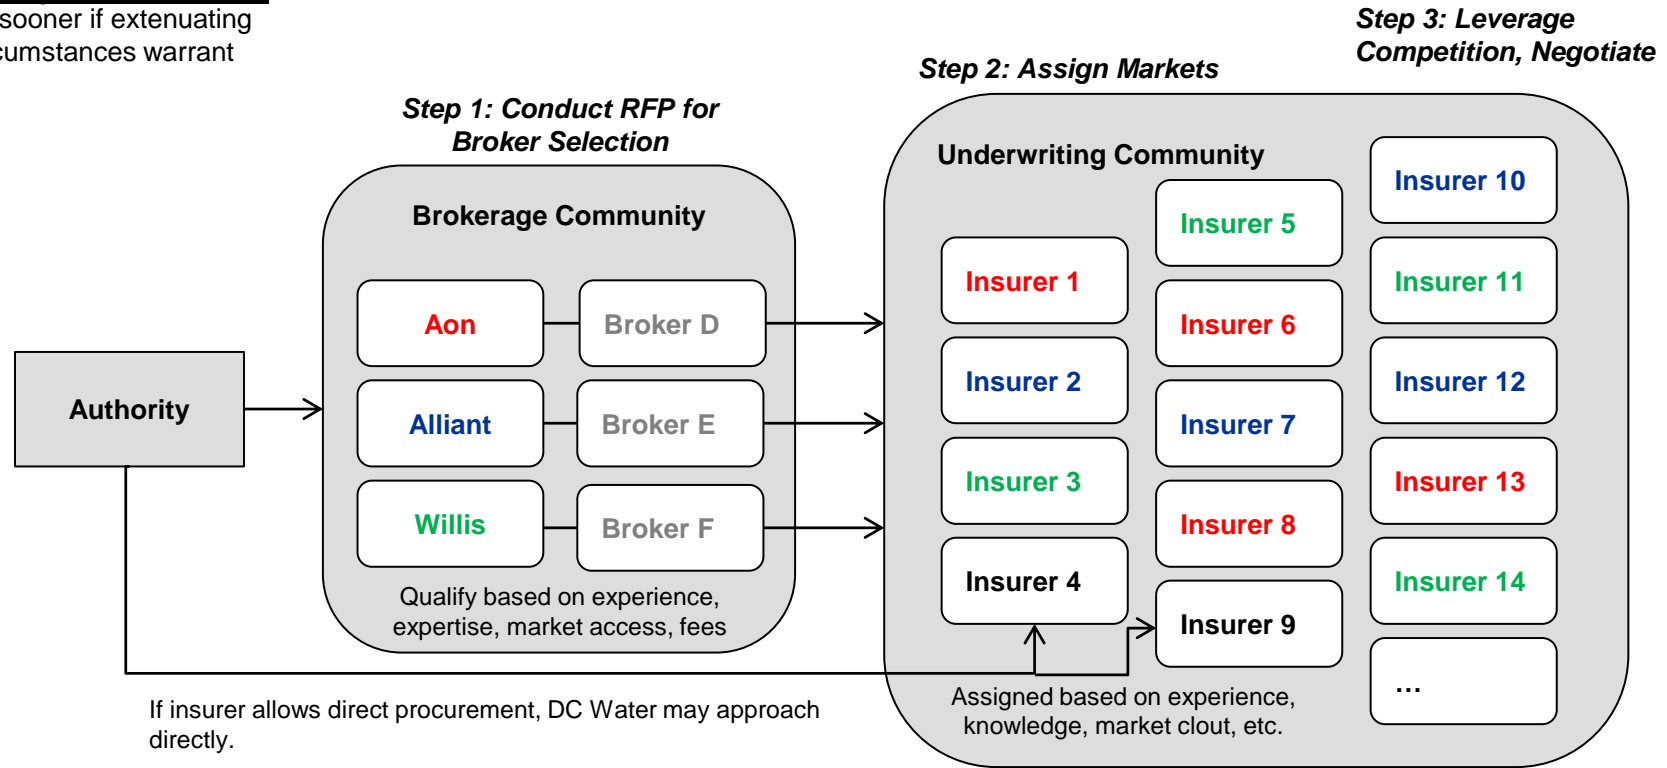 sooner if extenuating
cumstances warrant
Step 1: Conduct RFP for
Broker Selection
Step 2: Assign Markets
Step 3: Leverage
Competition, Negotiate
Authority
Brokerage Community
Aon
Broker D
Alliant
Broker E
Willis
Broker F
Qualify based on experience,
expertise, market access, fees
Underwriting Community
Insurer 1
Insurer 2
Insurer 3
Insurer 4
Insurer 5
Insurer 6
Insurer 7
Insurer 8
Insurer 9
Insurer 10
Insurer 11
Insurer 12
Insurer 13
Insurer 14
...
Assigned based on experience,
knowledge, market clout, etc.
If insurer allows direct procurement, DC Water may approach
directly.